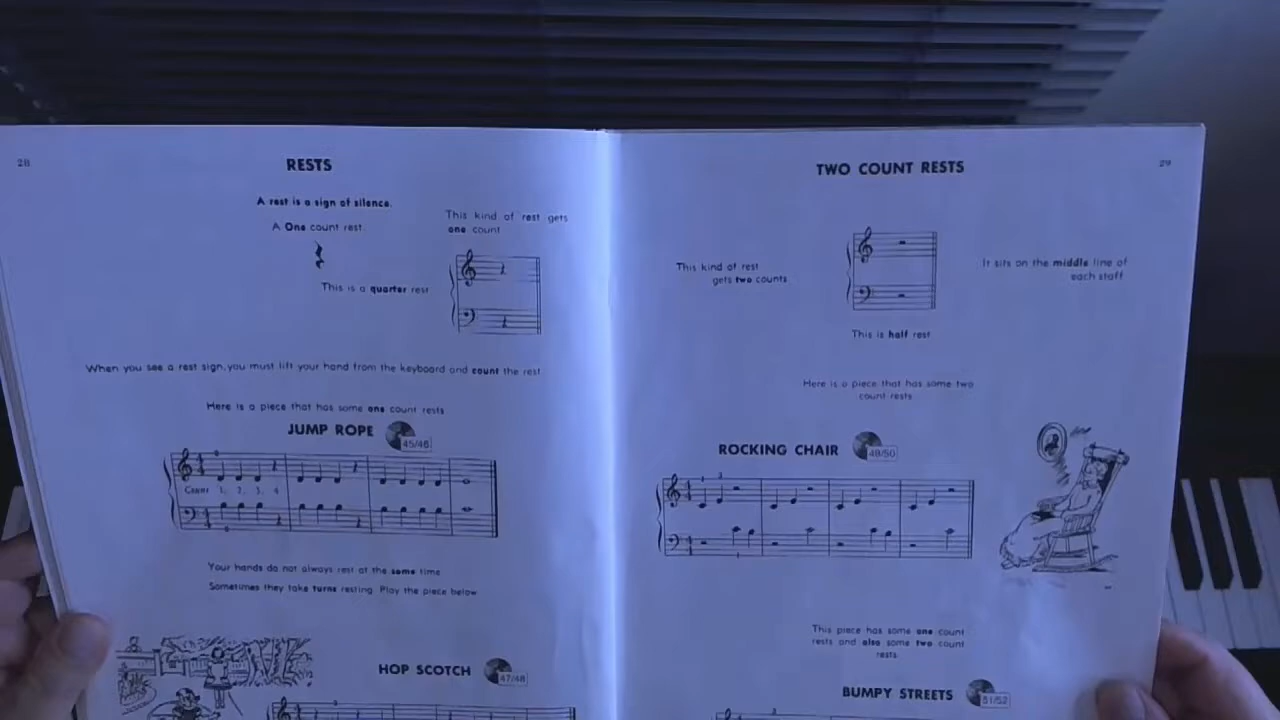 28
RESTS
A rest is a sign of silence.
A One count rest
This kind of rest gets
one count
This is a quarter rest
When you see a rest sign, you must lift your hand from the keyboard and count the rest
Here is a piece that has some one count rests
JUMP ROPE
45/46
Count 1, 2, 3, 4
Your hands do not always rest at the same time
Sometimes they take turns resting. Play the piece below
HOP SCOTCH
47/48
TWO COUNT RESTS
29
This kind of rest
gets two counts
It sits on the middle line of
each staff
This is half rest
Here is a piece that has some two
count rests
ROCKING CHAIR
49/50
1 3
1
This piece has some one count
rests and also some two count
rests.
BUMPY STREETS
51/52
3